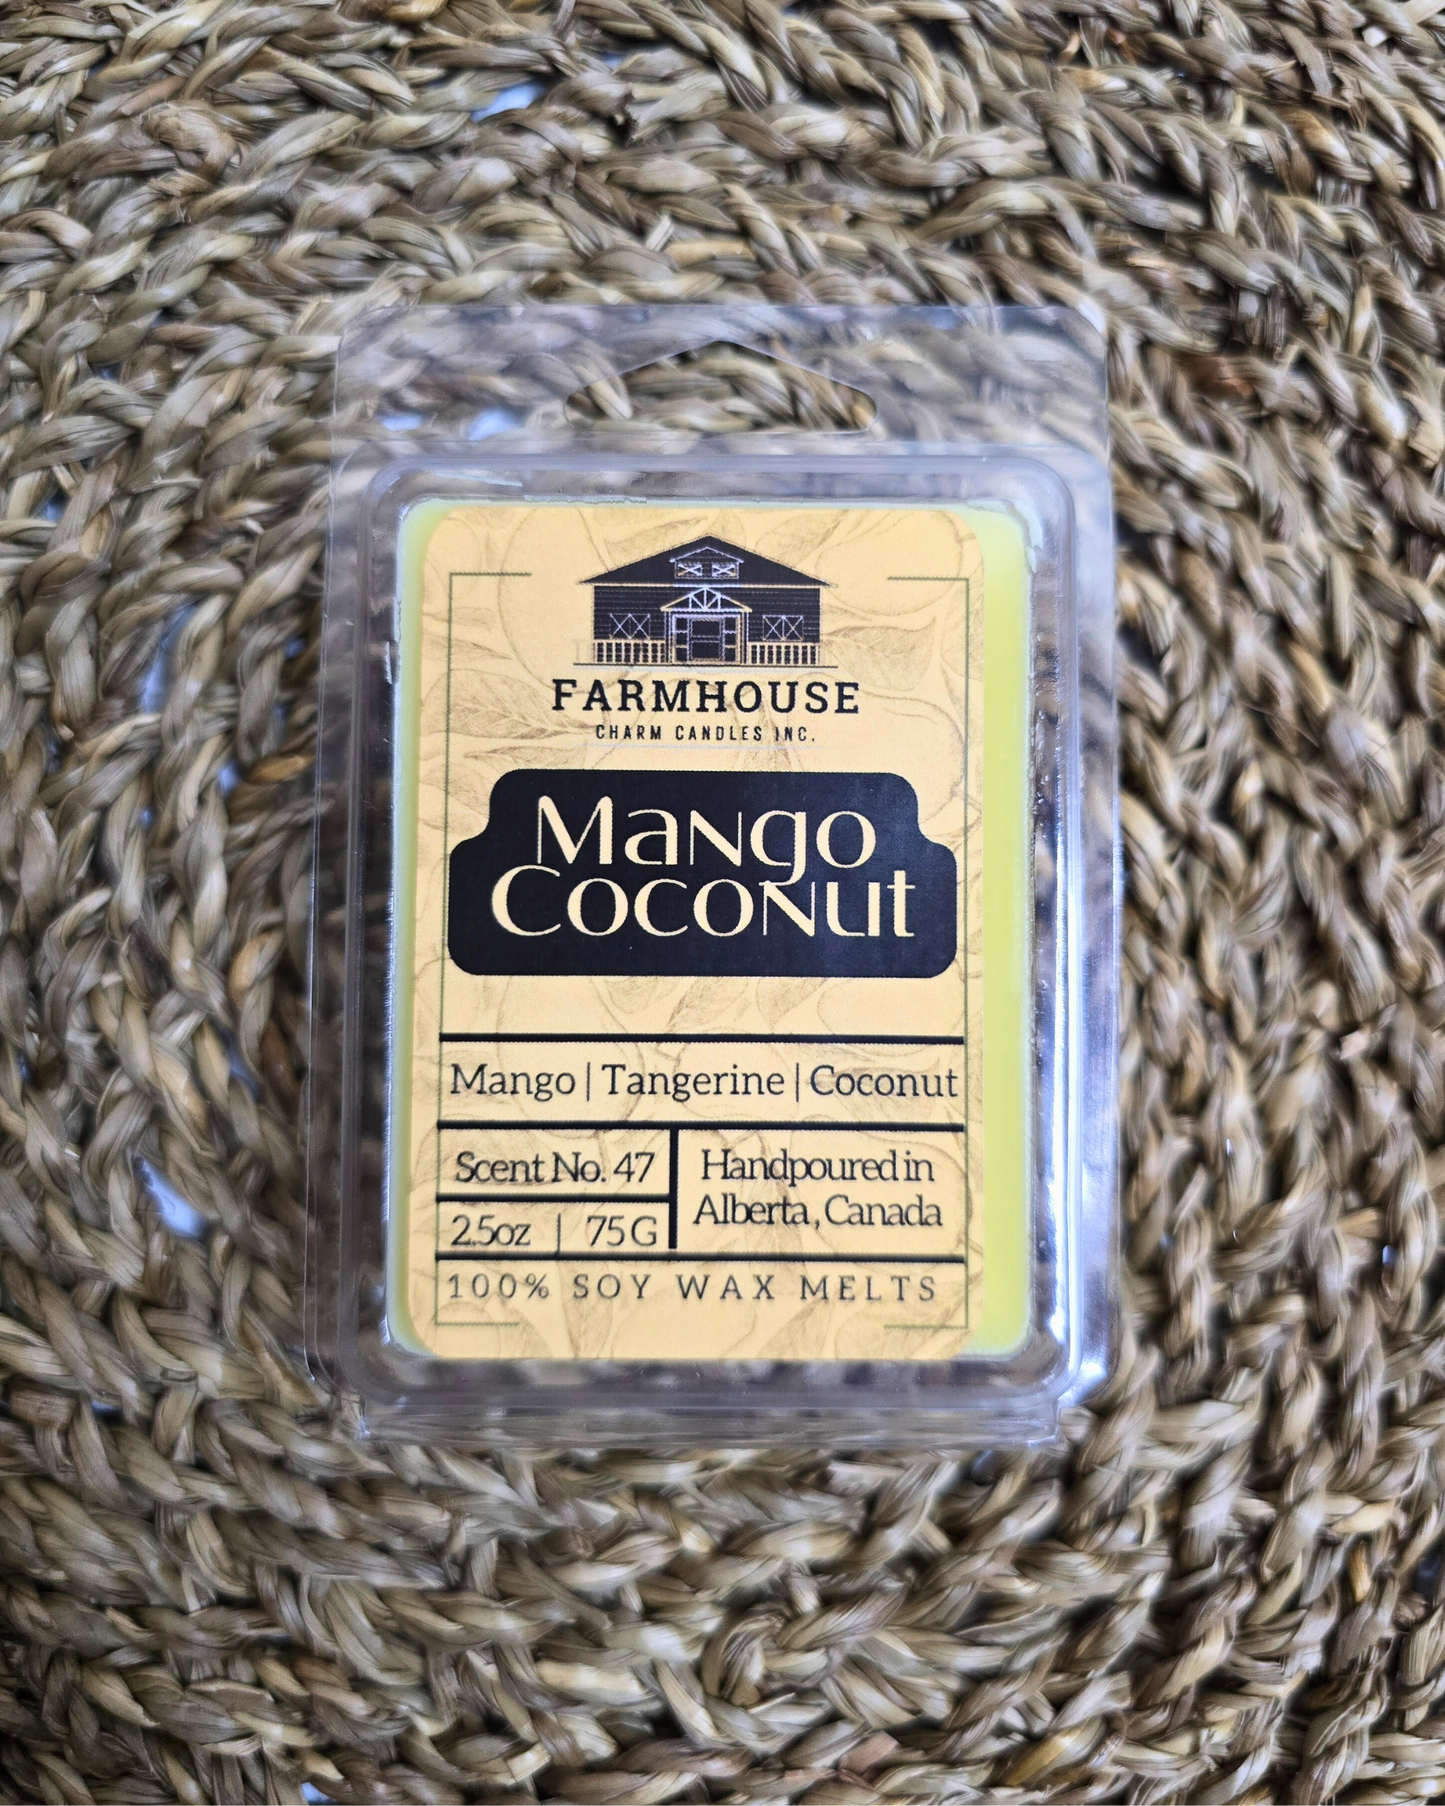 FARMHOUSE
CHARM CANDLES INC.
Mango
Coconut
Mango | Tangerine | Coconut
Scent No. 47
2.5oz | 75G
Handpoured in
Alberta, Canada
100% SOY WAX MELTS